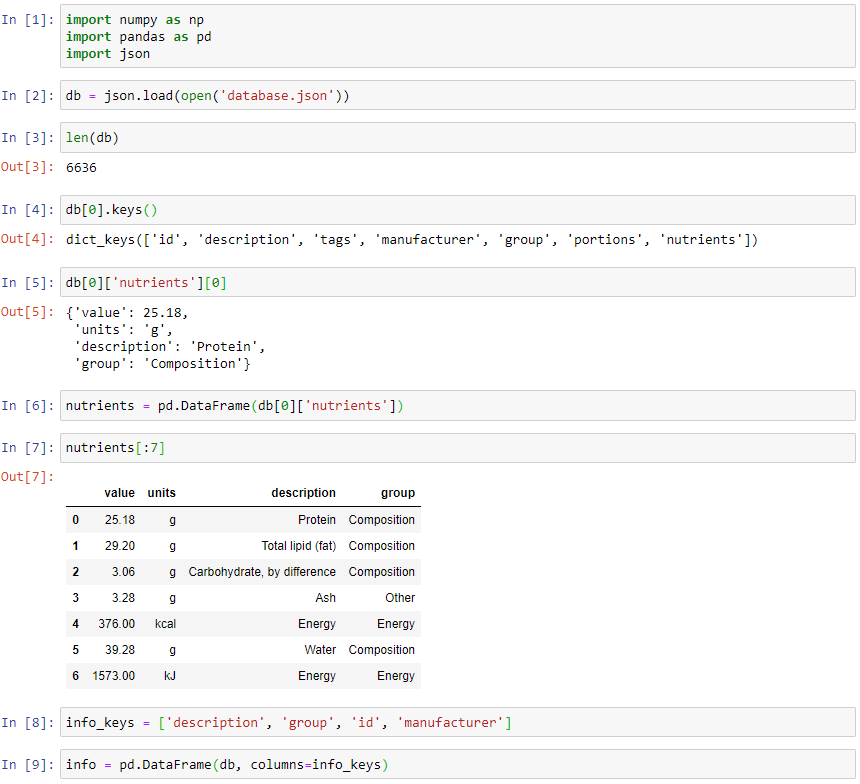 In [1]: import numpy as np
import pandas as pd
import json
In [2]: db = json.load(open('database.json'))
In [3]: len(db)
Out[3]: 6636
In [4]: db[0].keys()
Out[4]: dict_keys(['id', 'description', 'tags', 'manufacturer', 'group', 'portions', 'nutrients'])
In [5]: db[0]['nutrients'][0]
Out[5]: {'value': 25.18,
'units': 'g',
'description': 'Protein',
'group': 'Composition'}
In [6]: nutrients = pd.DataFrame(db[0]['nutrients'])
In [7]: nutrients[:7]
Out[7]:
value units description group
0 25.18 g Protein Composition
1 29.20 g Total lipid (fat) Composition
2 3.06 g Carbohydrate, by difference Composition
3 3.28 g Ash Other
4 376.00 kcal Energy Energy
5 39.28 g Water Composition
6 1573.00 kJ Energy Energy
In [8]: info_keys = ['description', 'group', 'id', 'manufacturer']
In [9]: info = pd.DataFrame(db, columns=info_keys)